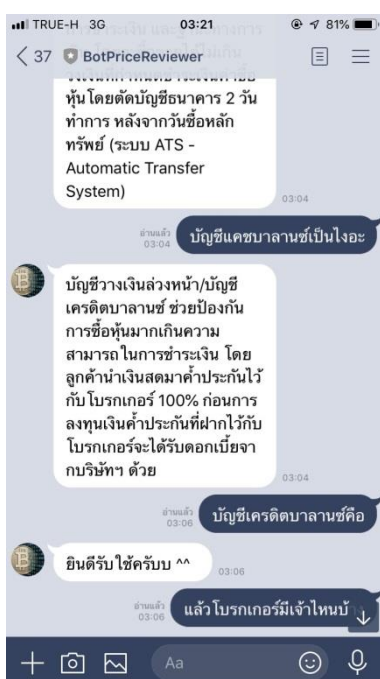 TRUE-H 3G 03:21 81%
37 BotPriceReviewer
หุ้นโดยตัดบัญชีธนาคาร 2 วัน
ทำการ หลังจากวันซื้อหลัก
ทรัพย์ (ระบบ ATS -
Automatic Transfer
System)
03:04
อ่านแล้ว
03:04
บัญชีแคชบาลานซ์เป็นไงอะ
บัญชีวางเงินล่วงหน้า/บัญชี
เครดิตบาลานซ์ ช่วยป้องกัน
การซื้อหุ้นมากเกินความ
สามารถในการชำระเงิน โดย
ลูกค้านำเงินสดมาค้ำประกันไว้
กับโบรกเกอร์ 100% ก่อนการ
ลงทุนเงินค้ำประกันที่ฝากไว้กับ
โบรกเกอร์จะได้รับดอกเบี้ยจา
กบริษัทฯ ด้วย
03:04
อ่านแล้ว
03:06
บัญชีเครดิตบาลานซ์คือ
ยินดีรับใช้ครับบ ^^
03:06
อ่านแล้ว
03:06
แล้วโบรกเกอร์มีเจ้าไหนบ้าง
Aa